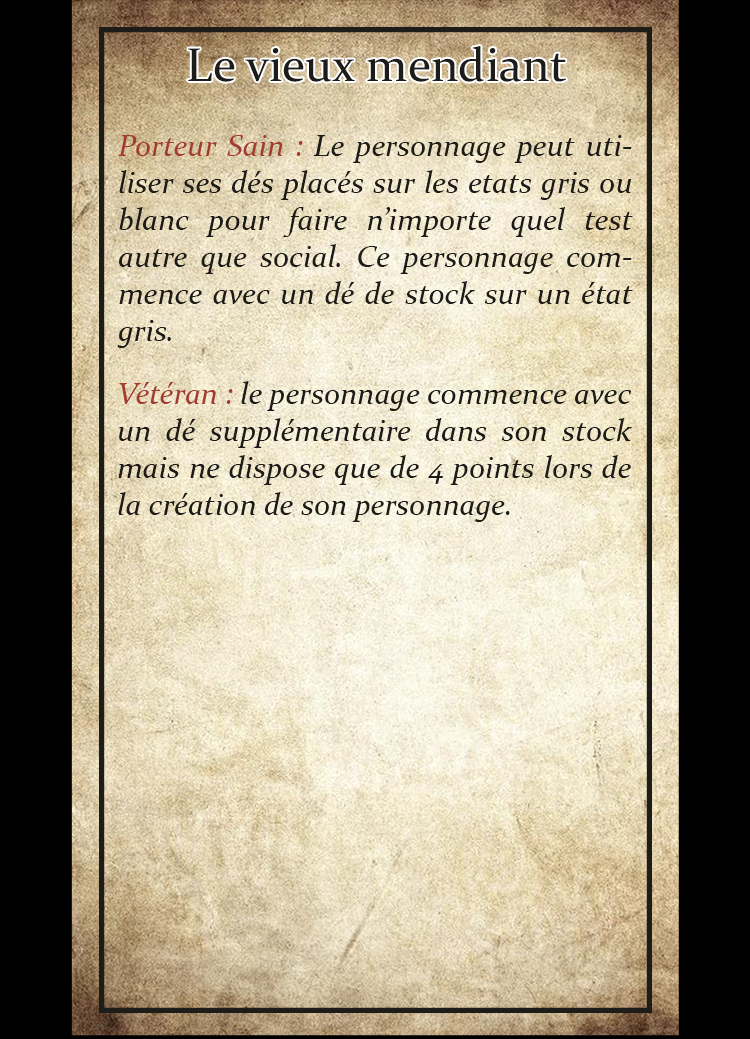 Le vieux mendiant
Porteur Sain : Le personnage peut uti-
liser ses dés placés sur les etats gris ou
blanc pour faire n’importe quel test
autre que social. Ce personnage com-
mence avec un dé de stock sur un état
gris.
Vétéran : le personnage commence avec
un dé supplémentaire dans son stock
mais ne dispose que de 4 points lors de
la création de son personnage.